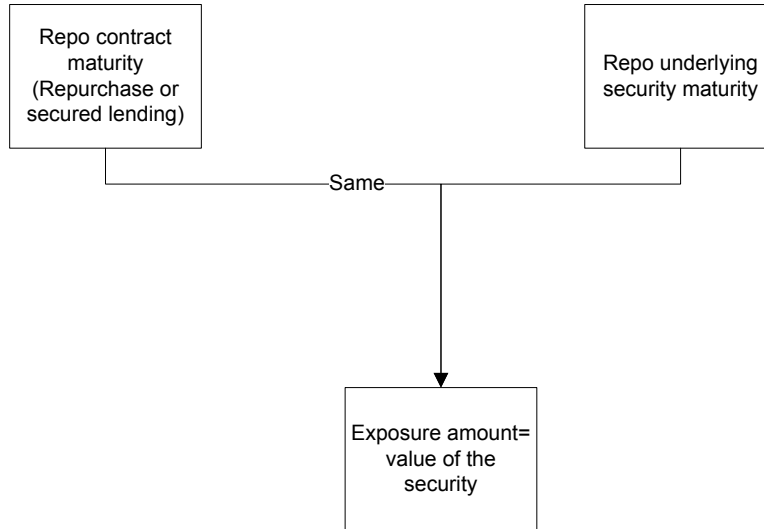 Repo contract
maturity
(Repurchase or
secured lending)
Repo underlying
security maturity
Same
Exposure amount=
value of the
security